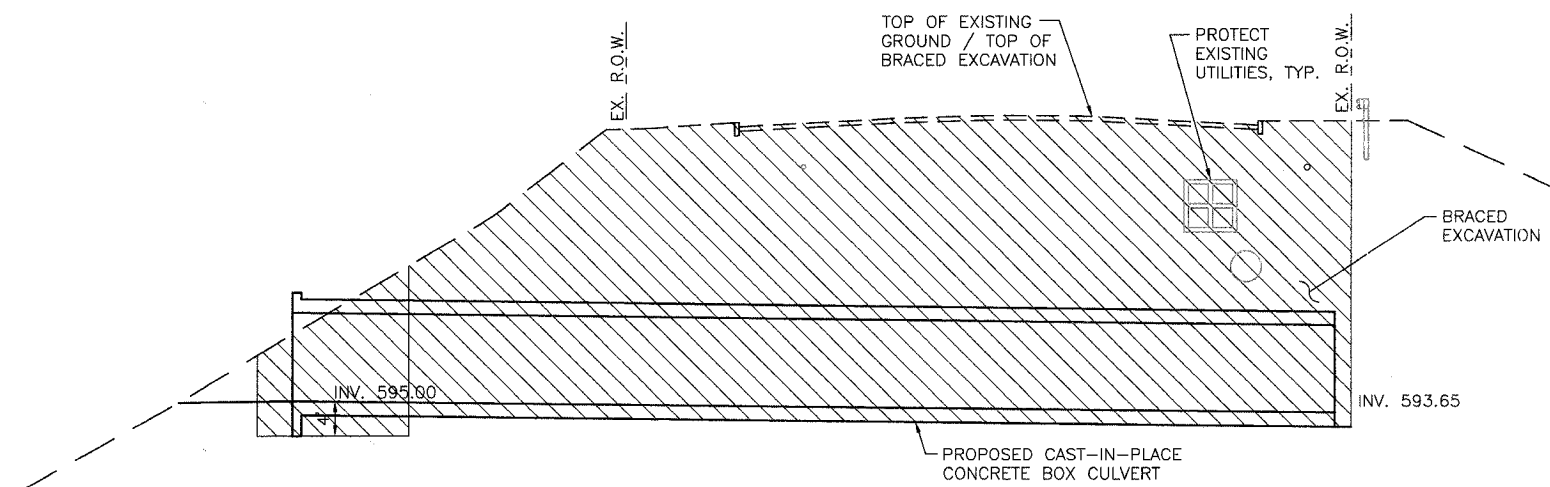 TOP OF EXISTING
GROUND / TOP OF
BRACED EXCAVATION
PROTECT
EXISTING
UTILITIES, TYP.
EX. R.O.W.
EX. R.O.W.
BRACED
EXCAVATION
INV. 595.00
4'
INV. 593.65
PROPOSED CAST-IN-PLACE
CONCRETE BOX CULVERT